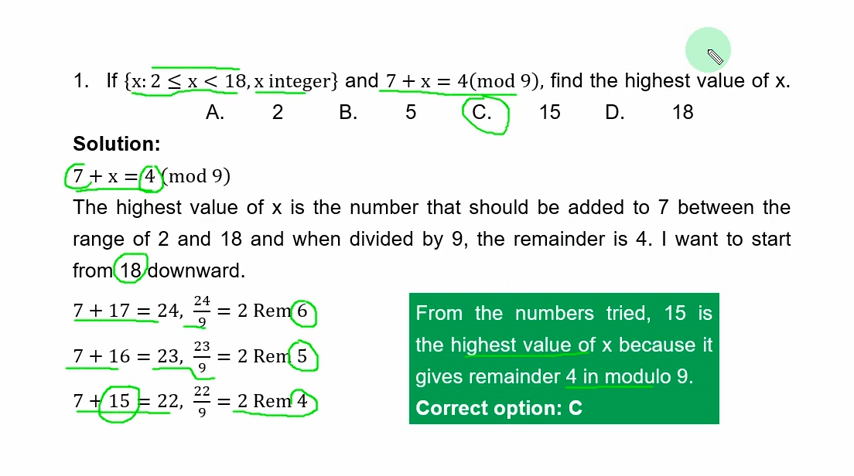 1. If {x: 2 ≤ x < 18, x integer} and 7 + x = 4(mod 9), find the highest value of x.
A. 2 B. 5 C. 15 D. 18
Solution:
7 + x = 4 (mod 9)
The highest value of x is the number that should be added to 7 between the
range of 2 and 18 and when divided by 9, the remainder is 4. I want to start
from 18 downward.
7 + 17 = 24, 24/9 = 2 Rem 6
7 + 16 = 23, 23/9 = 2 Rem 5
7 + 15 = 22, 22/9 = 2 Rem 4
From the numbers tried, 15 is
the highest value of x because it
gives remainder 4 in modulo 9.
Correct option: C